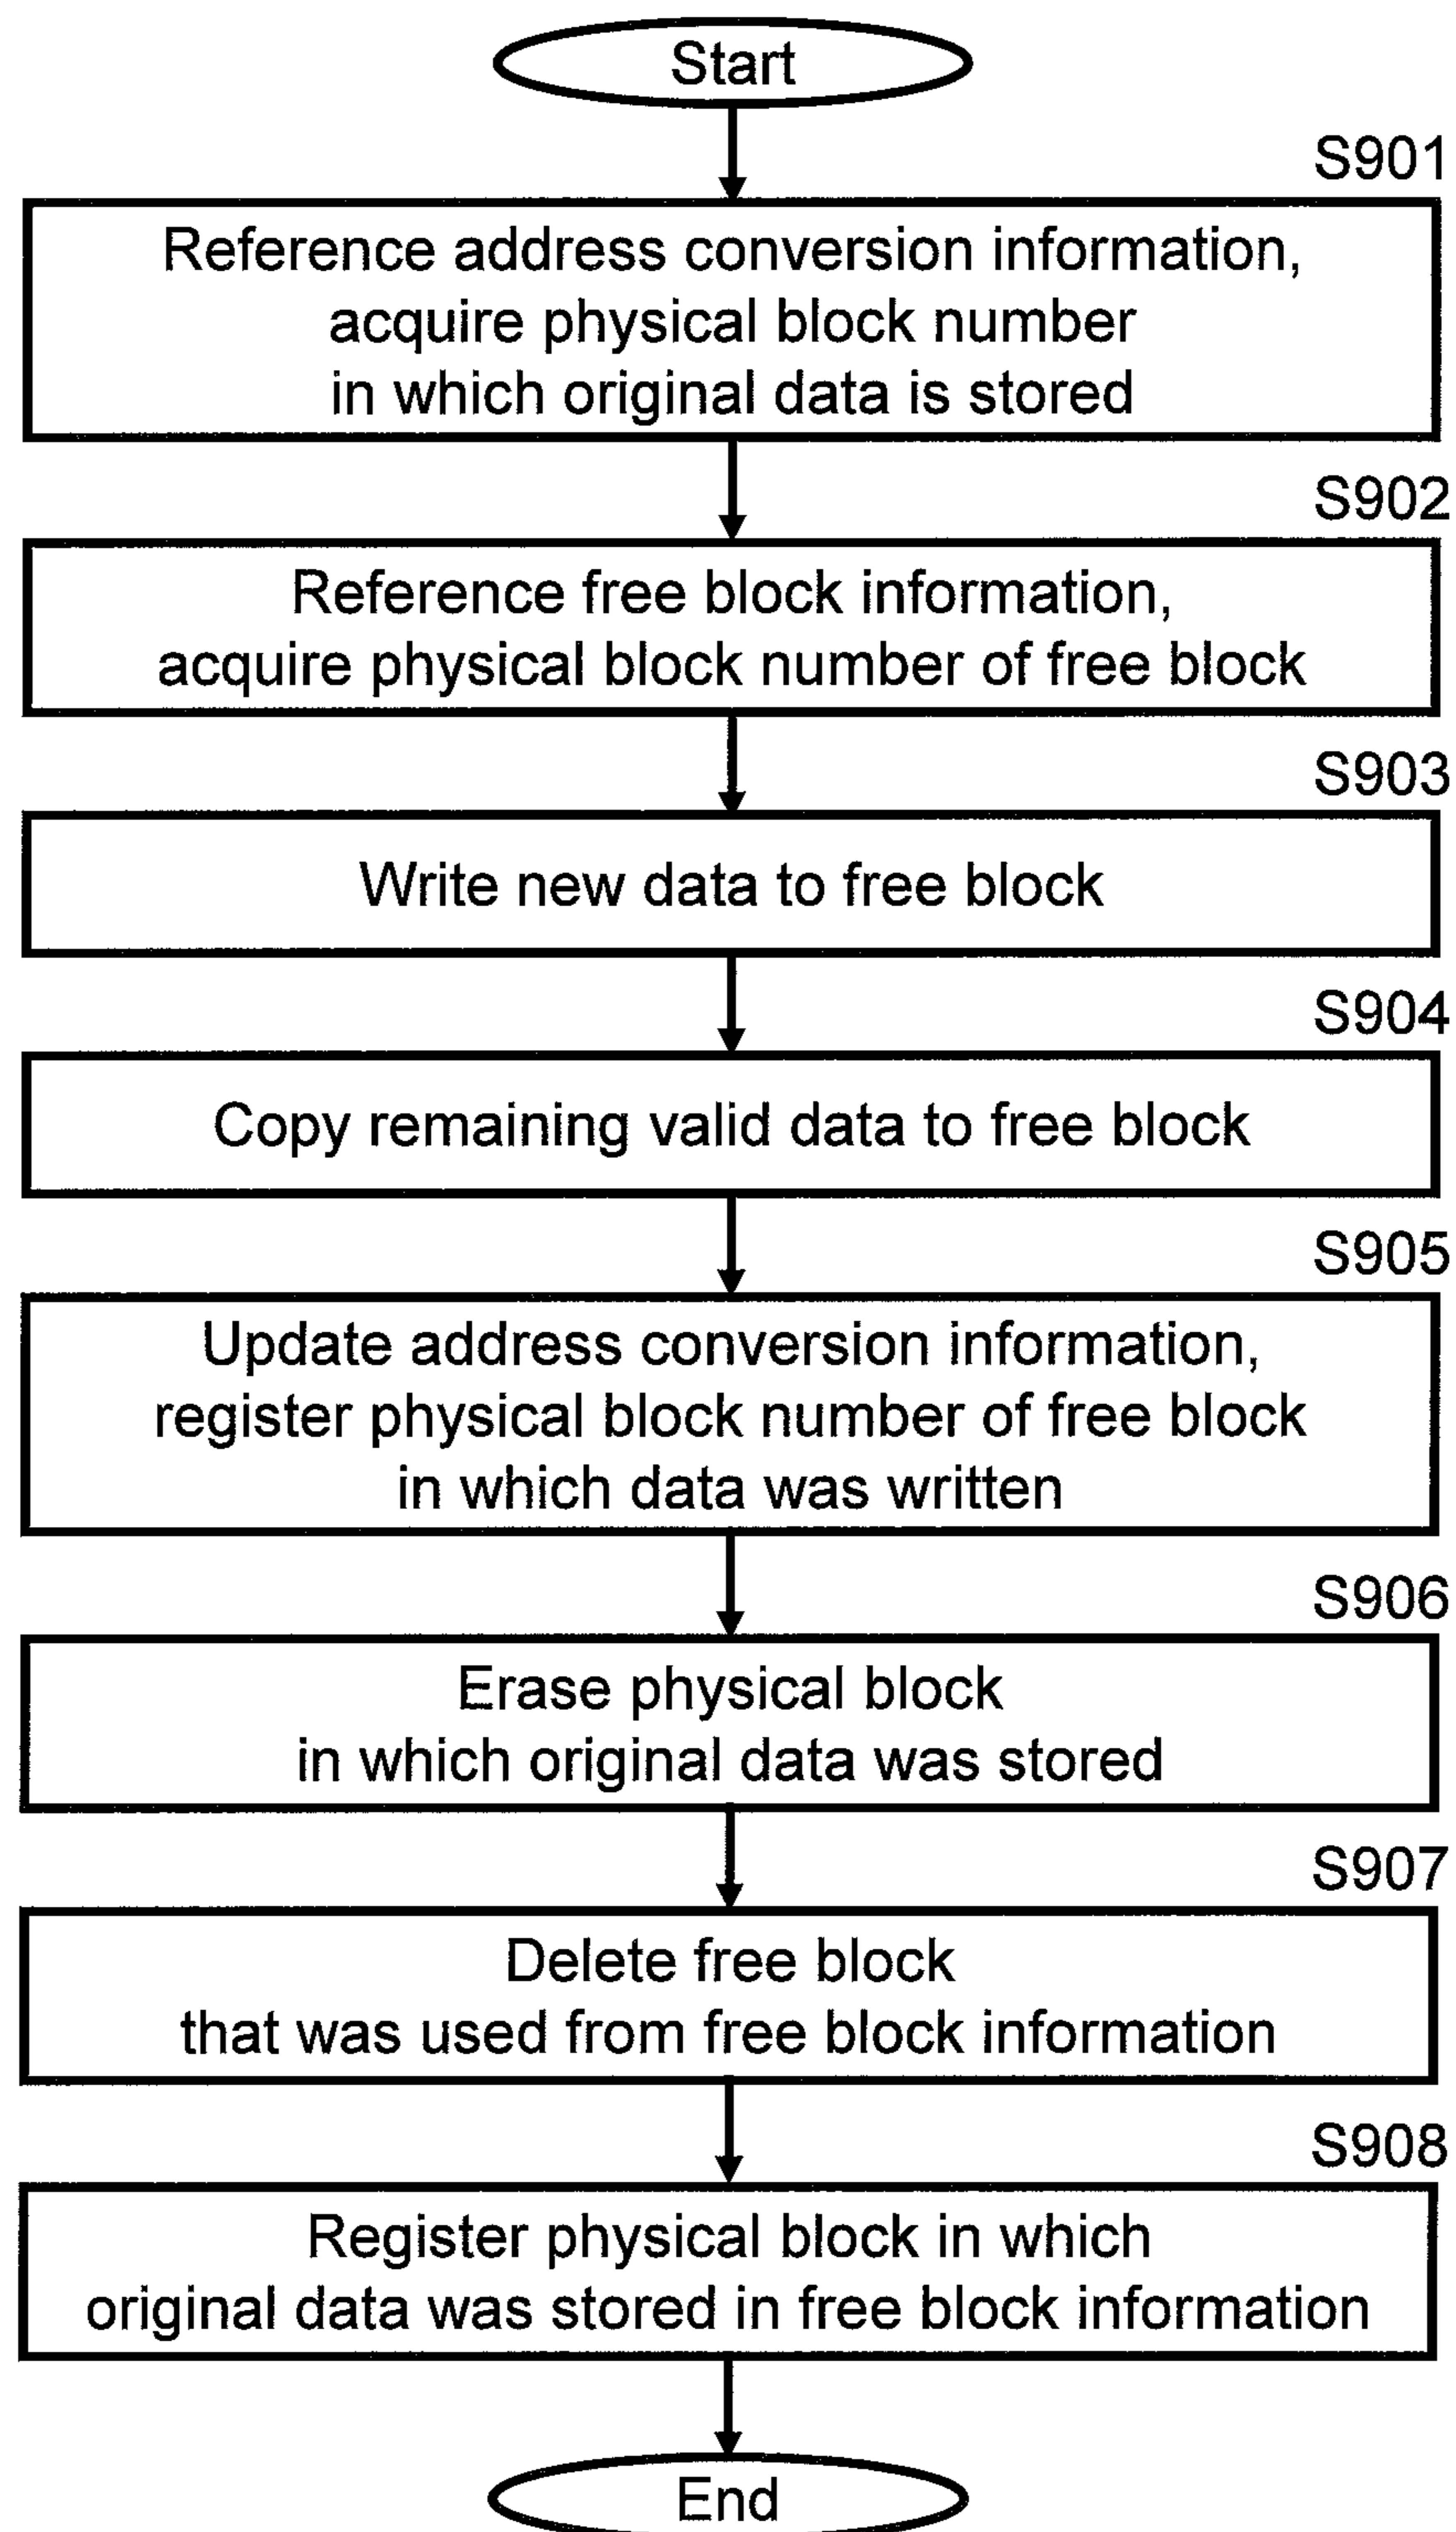 Start
S901
Reference address conversion information,
acquire physical block number
in which original data is stored
S902
Reference free block information,
acquire physical block number of free block
S903
Write new data to free block
S904
Copy remaining valid data to free block
S905
Update address conversion information,
register physical block number of free block
in which data was written
S906
Erase physical block
in which original data was stored
S907
Delete free block
that was used from free block information
S908
Register physical block in which
original data was stored in free block information
End